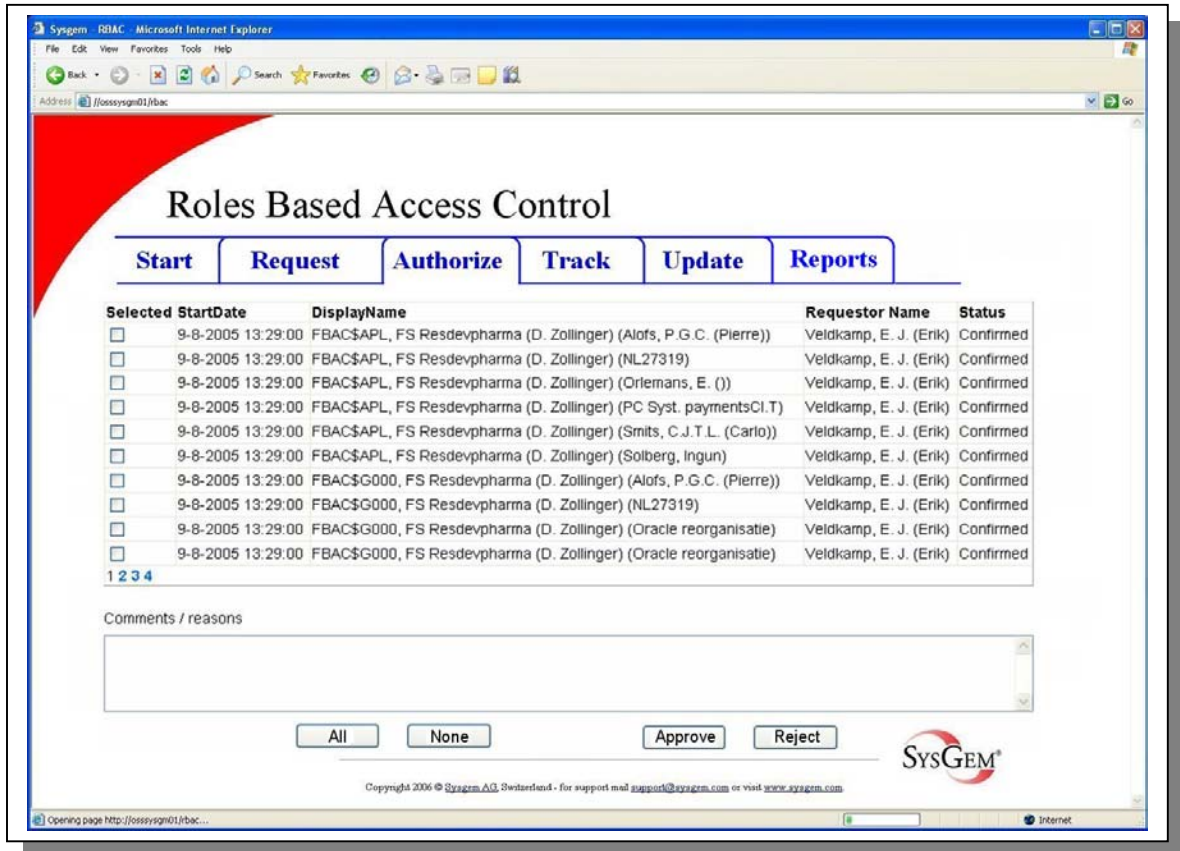 Sysgem - RBAC - Microsoft Internet Explorer
File Edit View Favorites Tools Help
Back Search Favorites
Address //osssysgm01/rbac Go
Roles Based Access Control
Start Request Authorize Track Update Reports
Selected StartDate DisplayName Requestor Name Status
9-8-2005 13:29:00 FBAC$APL, FS Resdevpharma (D. Zollinger) (Alofs, P.G.C. (Pierre)) Veldkamp, E. J. (Erik) Confirmed
9-8-2005 13:29:00 FBAC$APL, FS Resdevpharma (D. Zollinger) (NL27319) Veldkamp, E. J. (Erik) Confirmed
9-8-2005 13:29:00 FBAC$APL, FS Resdevpharma (D. Zollinger) (Orlemans, E. ()) Veldkamp, E. J. (Erik) Confirmed
9-8-2005 13:29:00 FBAC$APL, FS Resdevpharma (D. Zollinger) (PC Syst. paymentsCl.T) Veldkamp, E. J. (Erik) Confirmed
9-8-2005 13:29:00 FBAC$APL, FS Resdevpharma (D. Zollinger) (Smits, C.J.T.L. (Carlo)) Veldkamp, E. J. (Erik) Confirmed
9-8-2005 13:29:00 FBAC$APL, FS Resdevpharma (D. Zollinger) (Solberg, Ingun) Veldkamp, E. J. (Erik) Confirmed
9-8-2005 13:29:00 FBAC$G000, FS Resdevpharma (D. Zollinger) (Alofs, P.G.C. (Pierre)) Veldkamp, E. J. (Erik) Confirmed
9-8-2005 13:29:00 FBAC$G000, FS Resdevpharma (D. Zollinger) (NL27319) Veldkamp, E. J. (Erik) Confirmed
9-8-2005 13:29:00 FBAC$G000, FS Resdevpharma (D. Zollinger) (Oracle reorganisatie) Veldkamp, E. J. (Erik) Confirmed
9-8-2005 13:29:00 FBAC$G000, FS Resdevpharma (D. Zollinger) (Oracle reorganisatie) Veldkamp, E. J. (Erik) Confirmed
1 2 3 4
Comments / reasons
All None Approve Reject
SYSGEM®
Copyright 2006 © Sysgem AG, Switzerland - for support mail support@sysgem.com or visit www.sysgem.com.
Opening page http://osssysgm01/rbac... Internet